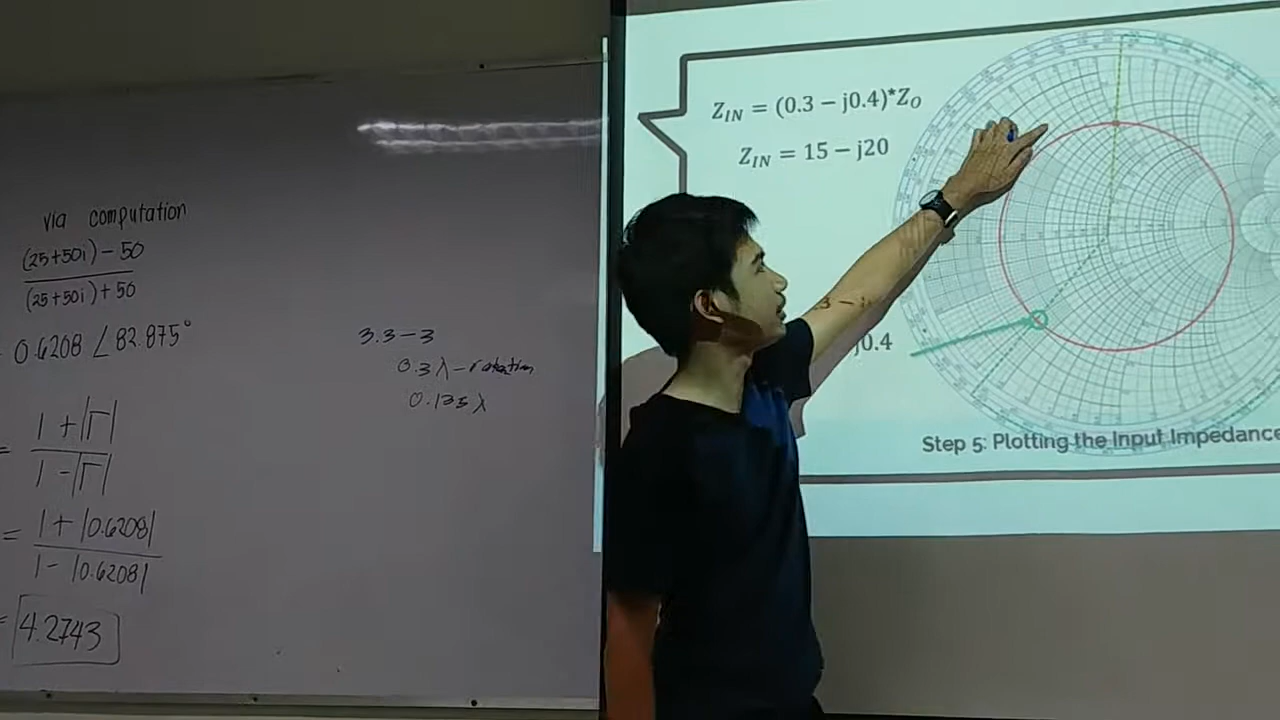 via computation
(25+50i) - 50
(25+50i) + 50
0.6208 ∠ 82.875°
= 1 + |Γ|
1 - |Γ|
= 1 + |0.6208|
1 - |0.6208|
= 4.2743
3.3 - 3
0.3λ - rotation
0.135λ
Z_IN = (0.3 − j0.4)*Z_O
Z_IN = 15 − j20
j0.4
Step 5: Plotting the Input Impedance